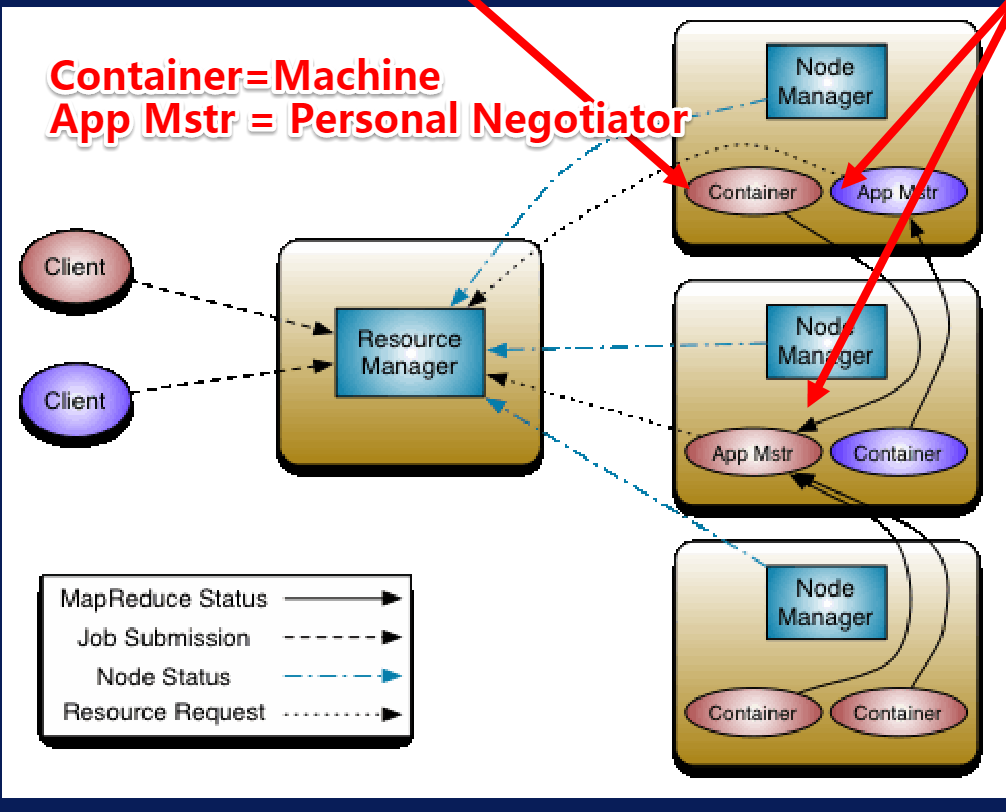 Container=Machine
App Mstr = Personal Negotiator
Node
Manager
Container
App Mstr
Client
Resource
Manager
Client
Node
Manager
App Mstr
Container
Node
Manager
Container
Container
MapReduce Status
Job Submission
Node Status
Resource Request